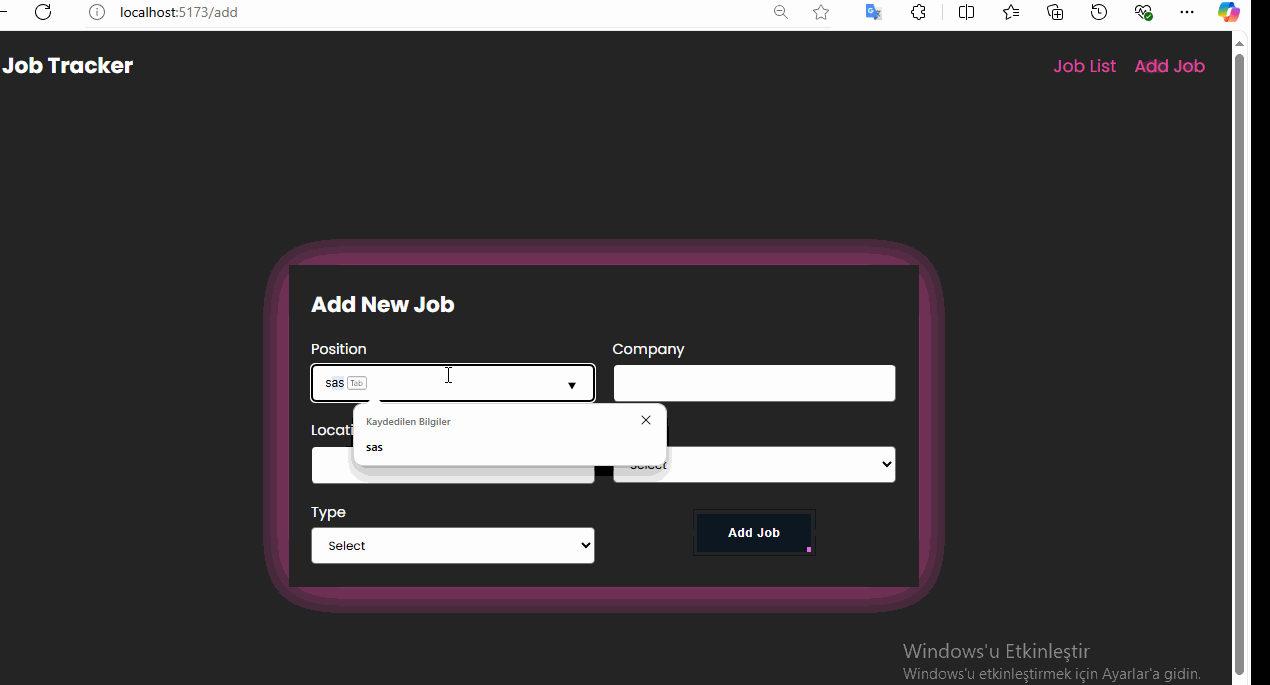 localhost:5173/add
Job Tracker
Job List
Add Job
Add New Job
Position
Company
sas Tab
Kaydedilen Bilgiler
sas
Locati
Select
Type
Select
Add Job
Windows'u Etkinleştir
Windows'u etkinleştirmek için Ayarlar'a gidin.